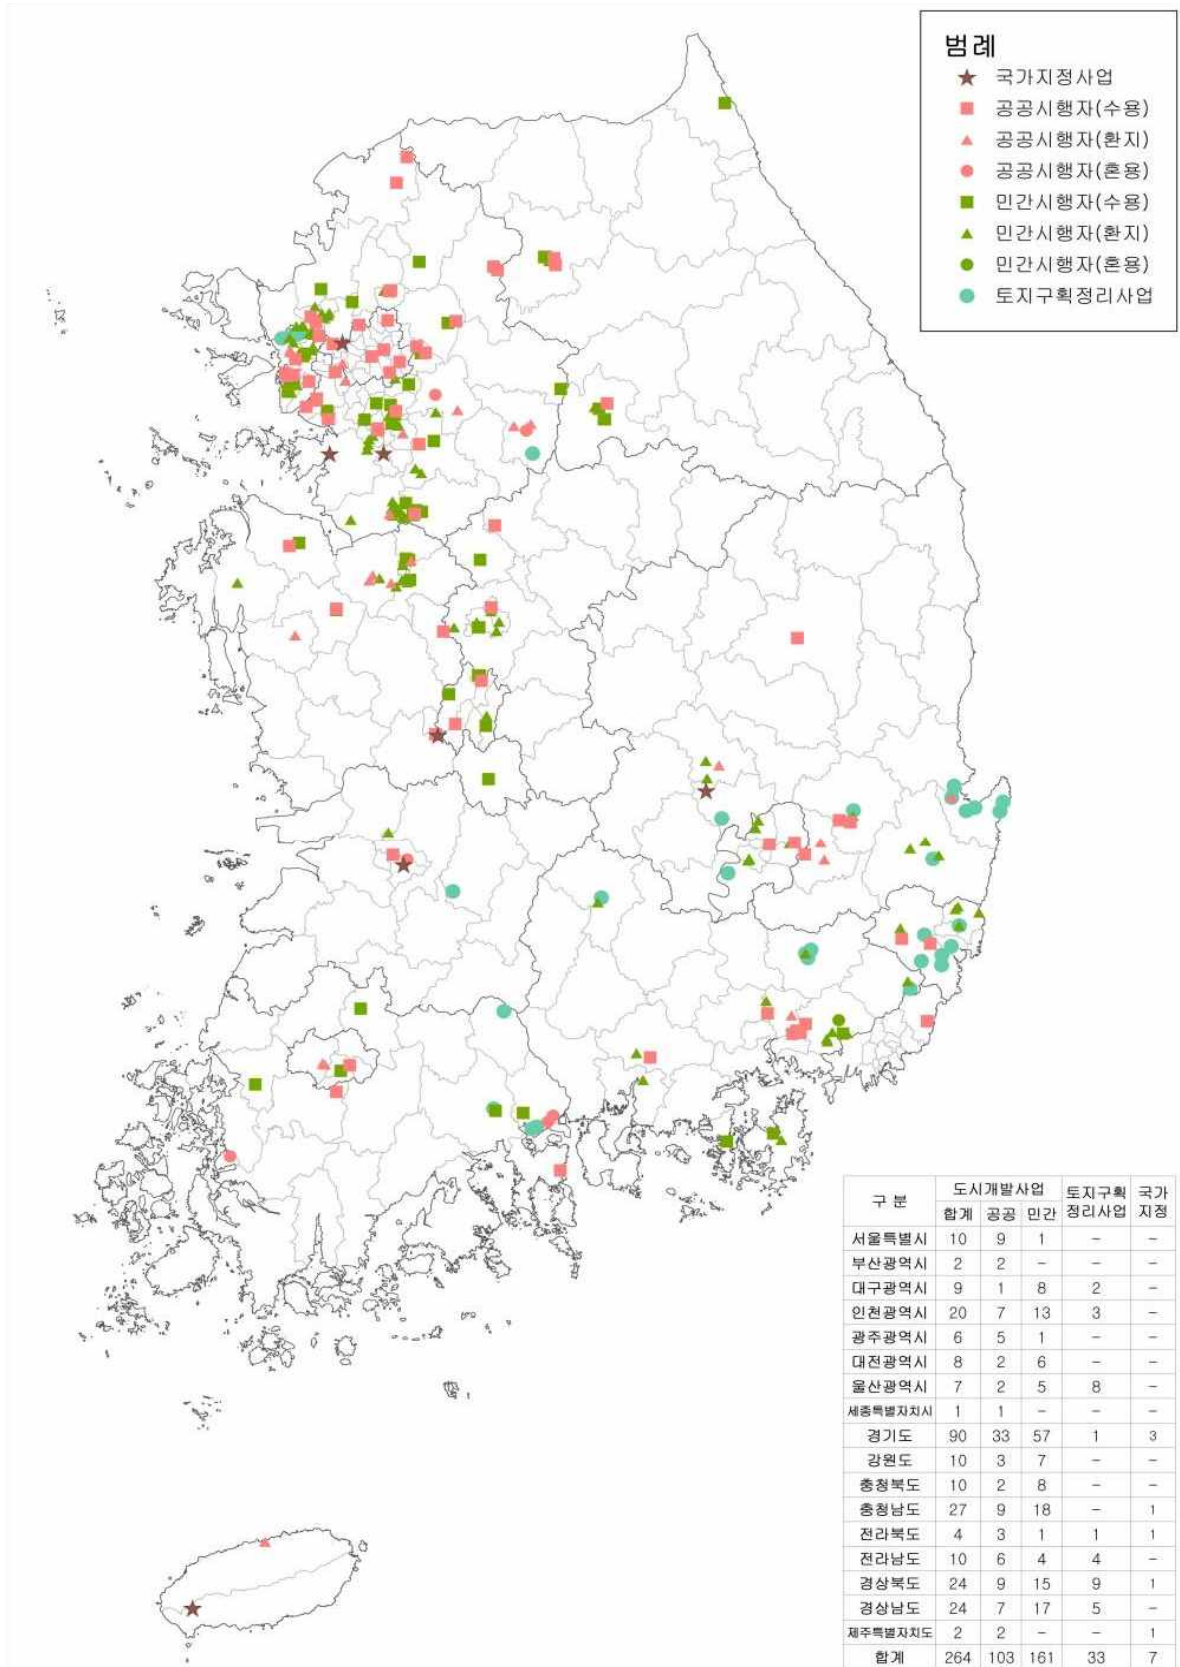 범례
국가지정사업
공공시행자(수용)
공공시행자(환지)
공공시행자(혼용)
민간시행자(수용)
민간시행자(환지)
민간시행자(혼용)
토지구획정리사업
구 분 도시개발사업 토지구획정리사업 국가지정
합계 공공 민간
서울특별시 10 9 1 - -
부산광역시 2 2 - - -
대구광역시 9 1 8 2 -
인천광역시 20 7 13 3 -
광주광역시 6 5 1 - -
대전광역시 8 2 6 - -
울산광역시 7 2 5 8 -
세종특별자치시 1 1 - - -
경기도 90 33 57 1 3
강원도 10 3 7 - -
충청북도 10 2 8 - -
충청남도 27 9 18 - 1
전라북도 4 3 1 1 1
전라남도 10 6 4 4 -
경상북도 24 9 15 9 1
경상남도 24 7 17 5 -
제주특별자치도 2 2 - - 1
합계 264 103 161 33 7